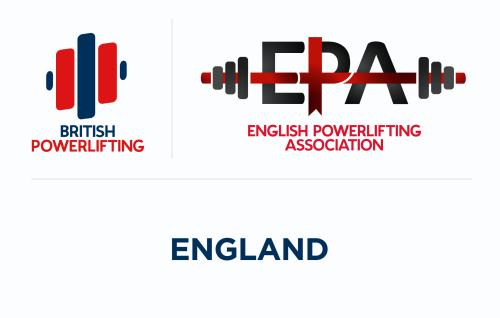 BRITISH
POWERLIFTING
EPA
ENGLISH POWERLIFTING
ASSOCIATION
ENGLAND